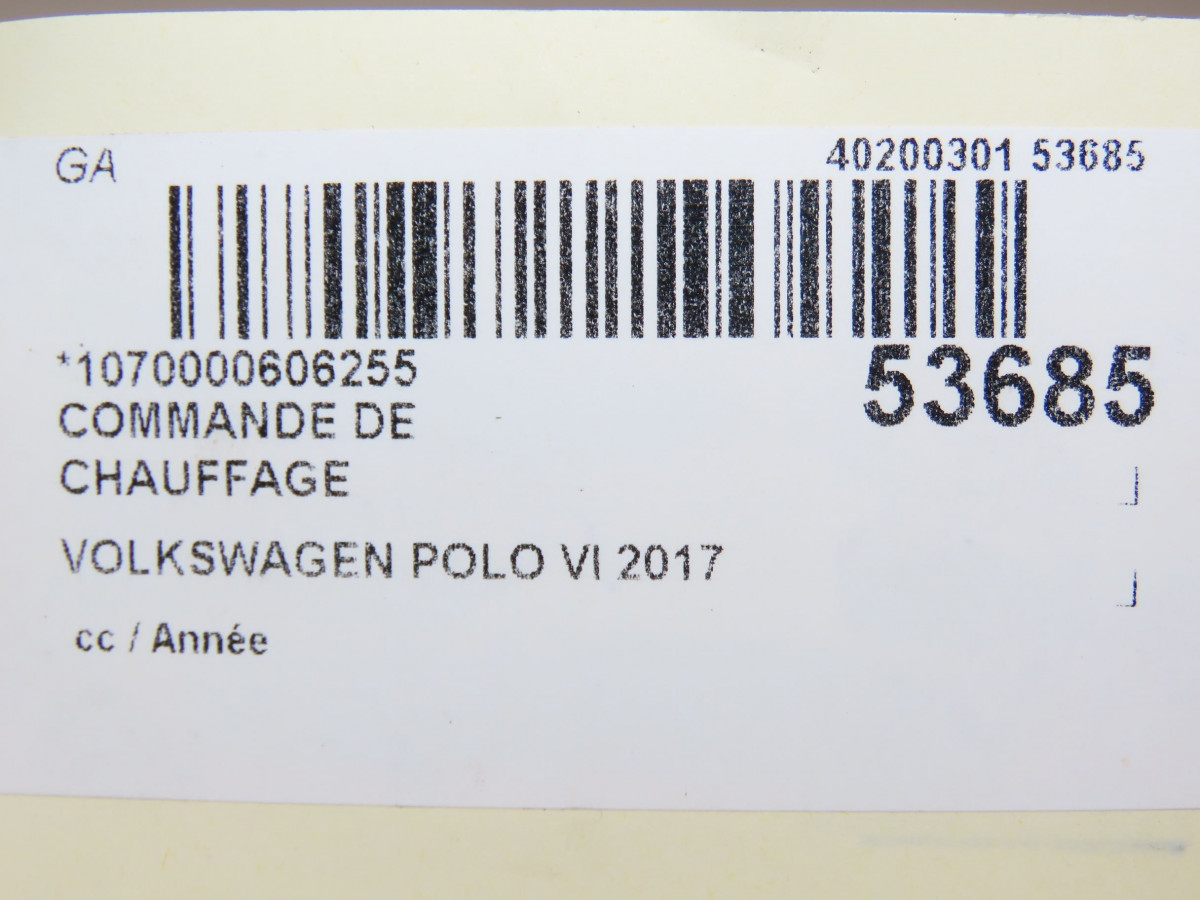 GA
40200301 53685
*1070000606255
53685
COMMANDE DE
CHAUFFAGE
VOLKSWAGEN POLO VI 2017
cc / Année